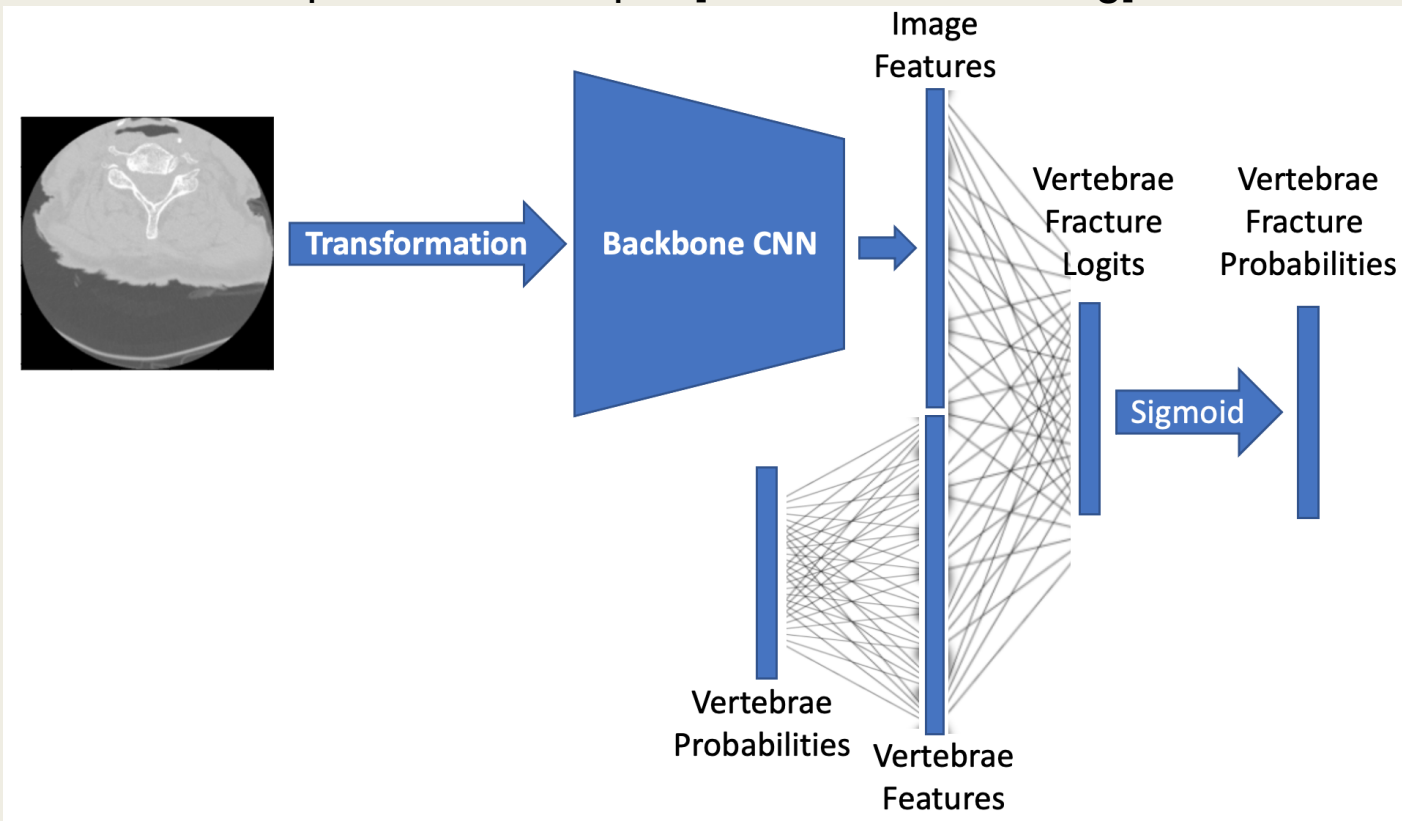 Image
Features
Transformation
Backbone CNN
Vertebrae
Fracture
Logits
Vertebrae
Fracture
Probabilities
Sigmoid
Vertebrae
Probabilities
Vertebrae
Features